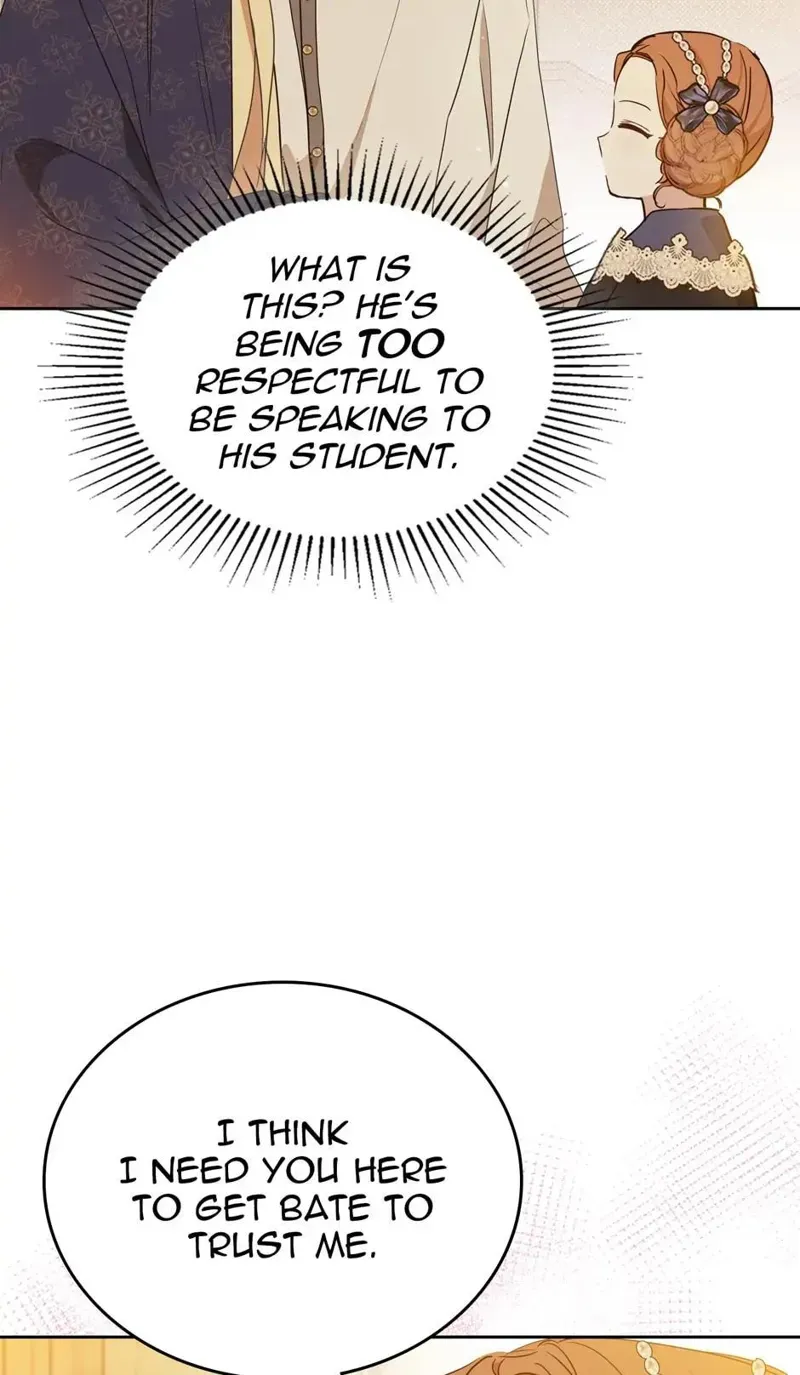 WHAT IS
THIS? HE'S
BEING TOO
RESPECTFUL TO
BE SPEAKING TO
HIS STUDENT.
I THINK
I NEED YOU HERE
TO GET BATE TO
TRUST ME.